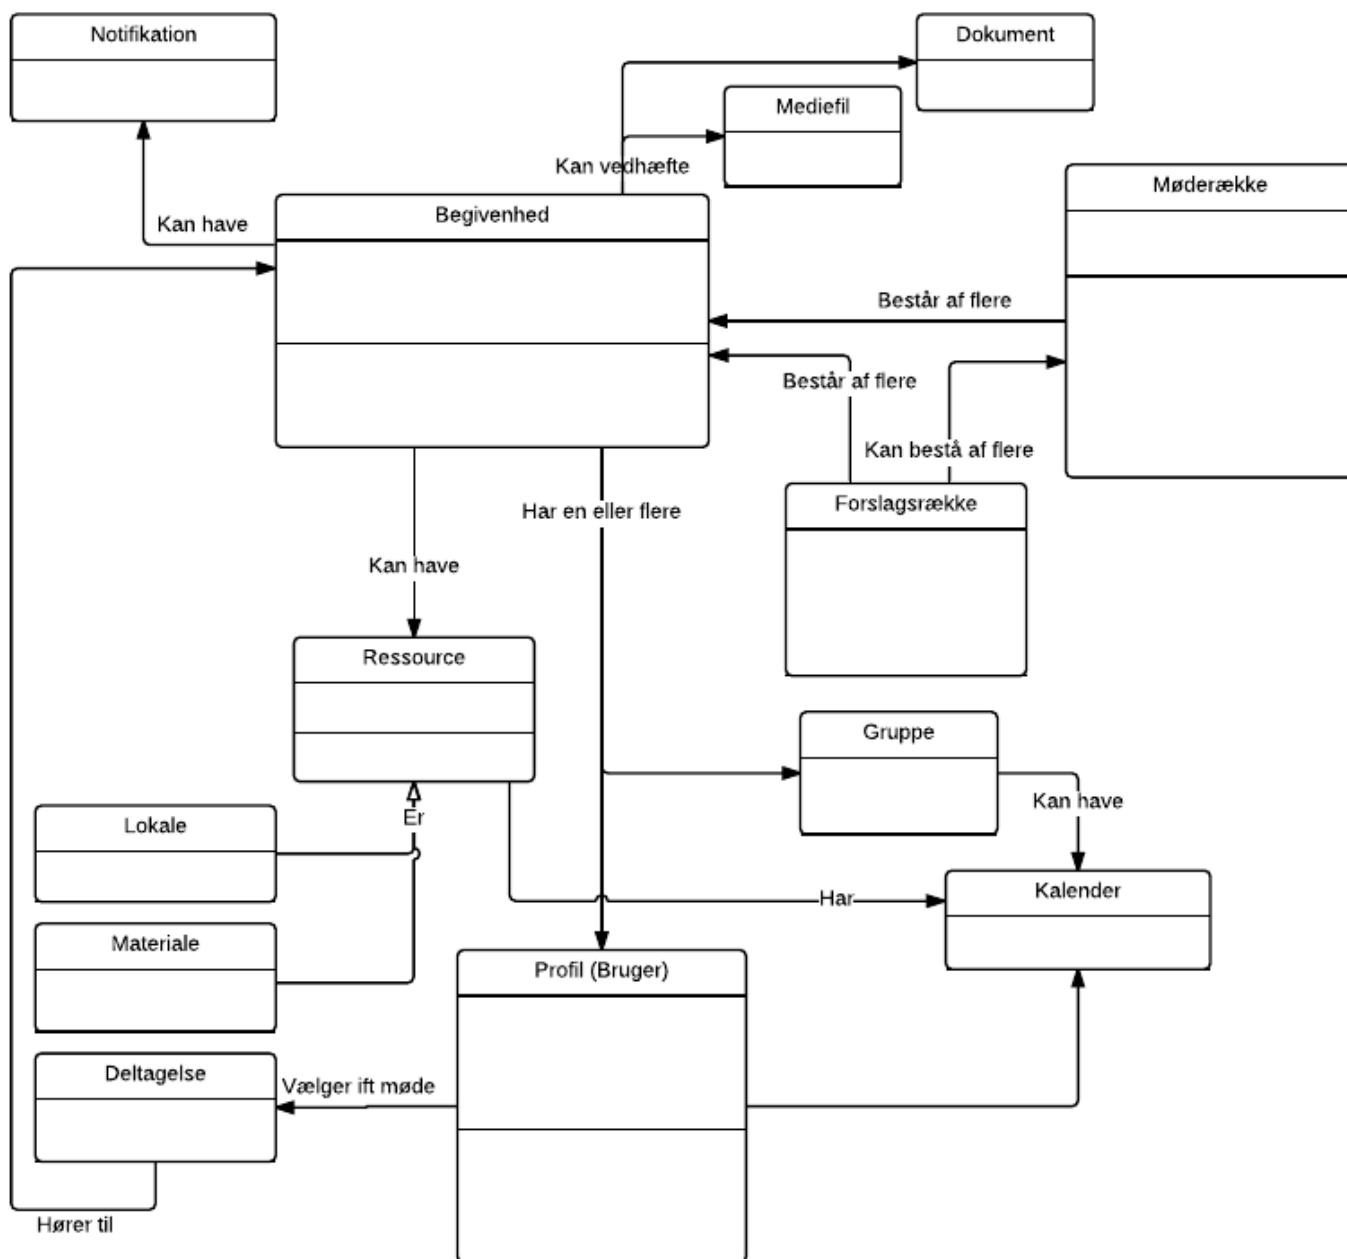 Notifikation
Dokument
Mediefil
Kan vedhæfte
Møderække
Begivenhed
Kan have
Består af flere
Består af flere
Kan bestå af flere
Forslagsrække
Har en eller flere
Kan have
Ressource
Gruppe
Kan have
Er
Lokale
Kalender
Har
Materiale
Profil (Bruger)
Deltagelse
Vælger ift møde
Hører til